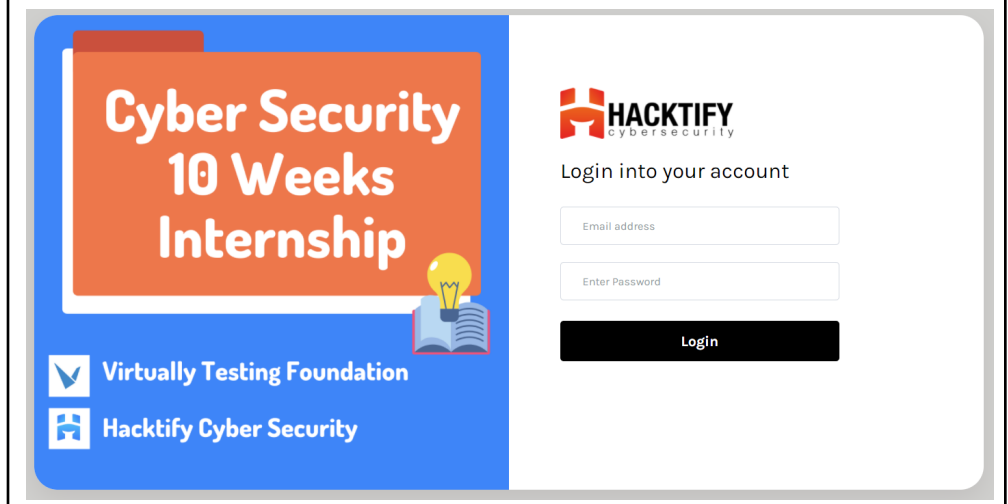 Cyber Security
10 Weeks
Internship
Virtually Testing Foundation
Hacktify Cyber Security
HACKTIFY
cybersecurity
Login into your account
Email address
Enter Password
Login